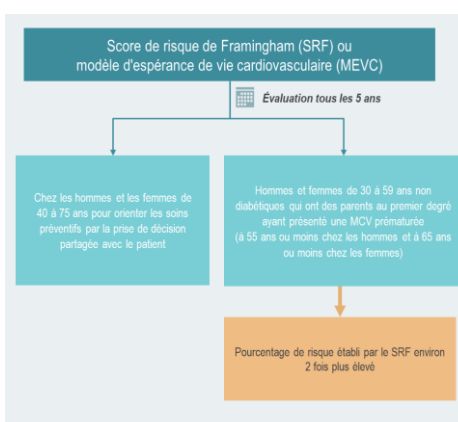 Score de risque de Framingham (SRF) ou
modèle d'espérance de vie cardiovasculaire (MEVC)
Évaluation tous les 5 ans
Chez les hommes et les femmes de
40 à 75 ans pour orienter les soins
préventifs par la prise de décision
partagée avec le patient
Hommes et femmes de 30 à 59 ans non
diabétiques qui ont des parents au premier degré
ayant présenté une MCV prématurée
(à 55 ans ou moins chez les hommes et à 65 ans
ou moins chez les femmes)
Pourcentage de risque établi par le SRF environ
2 fois plus élevé